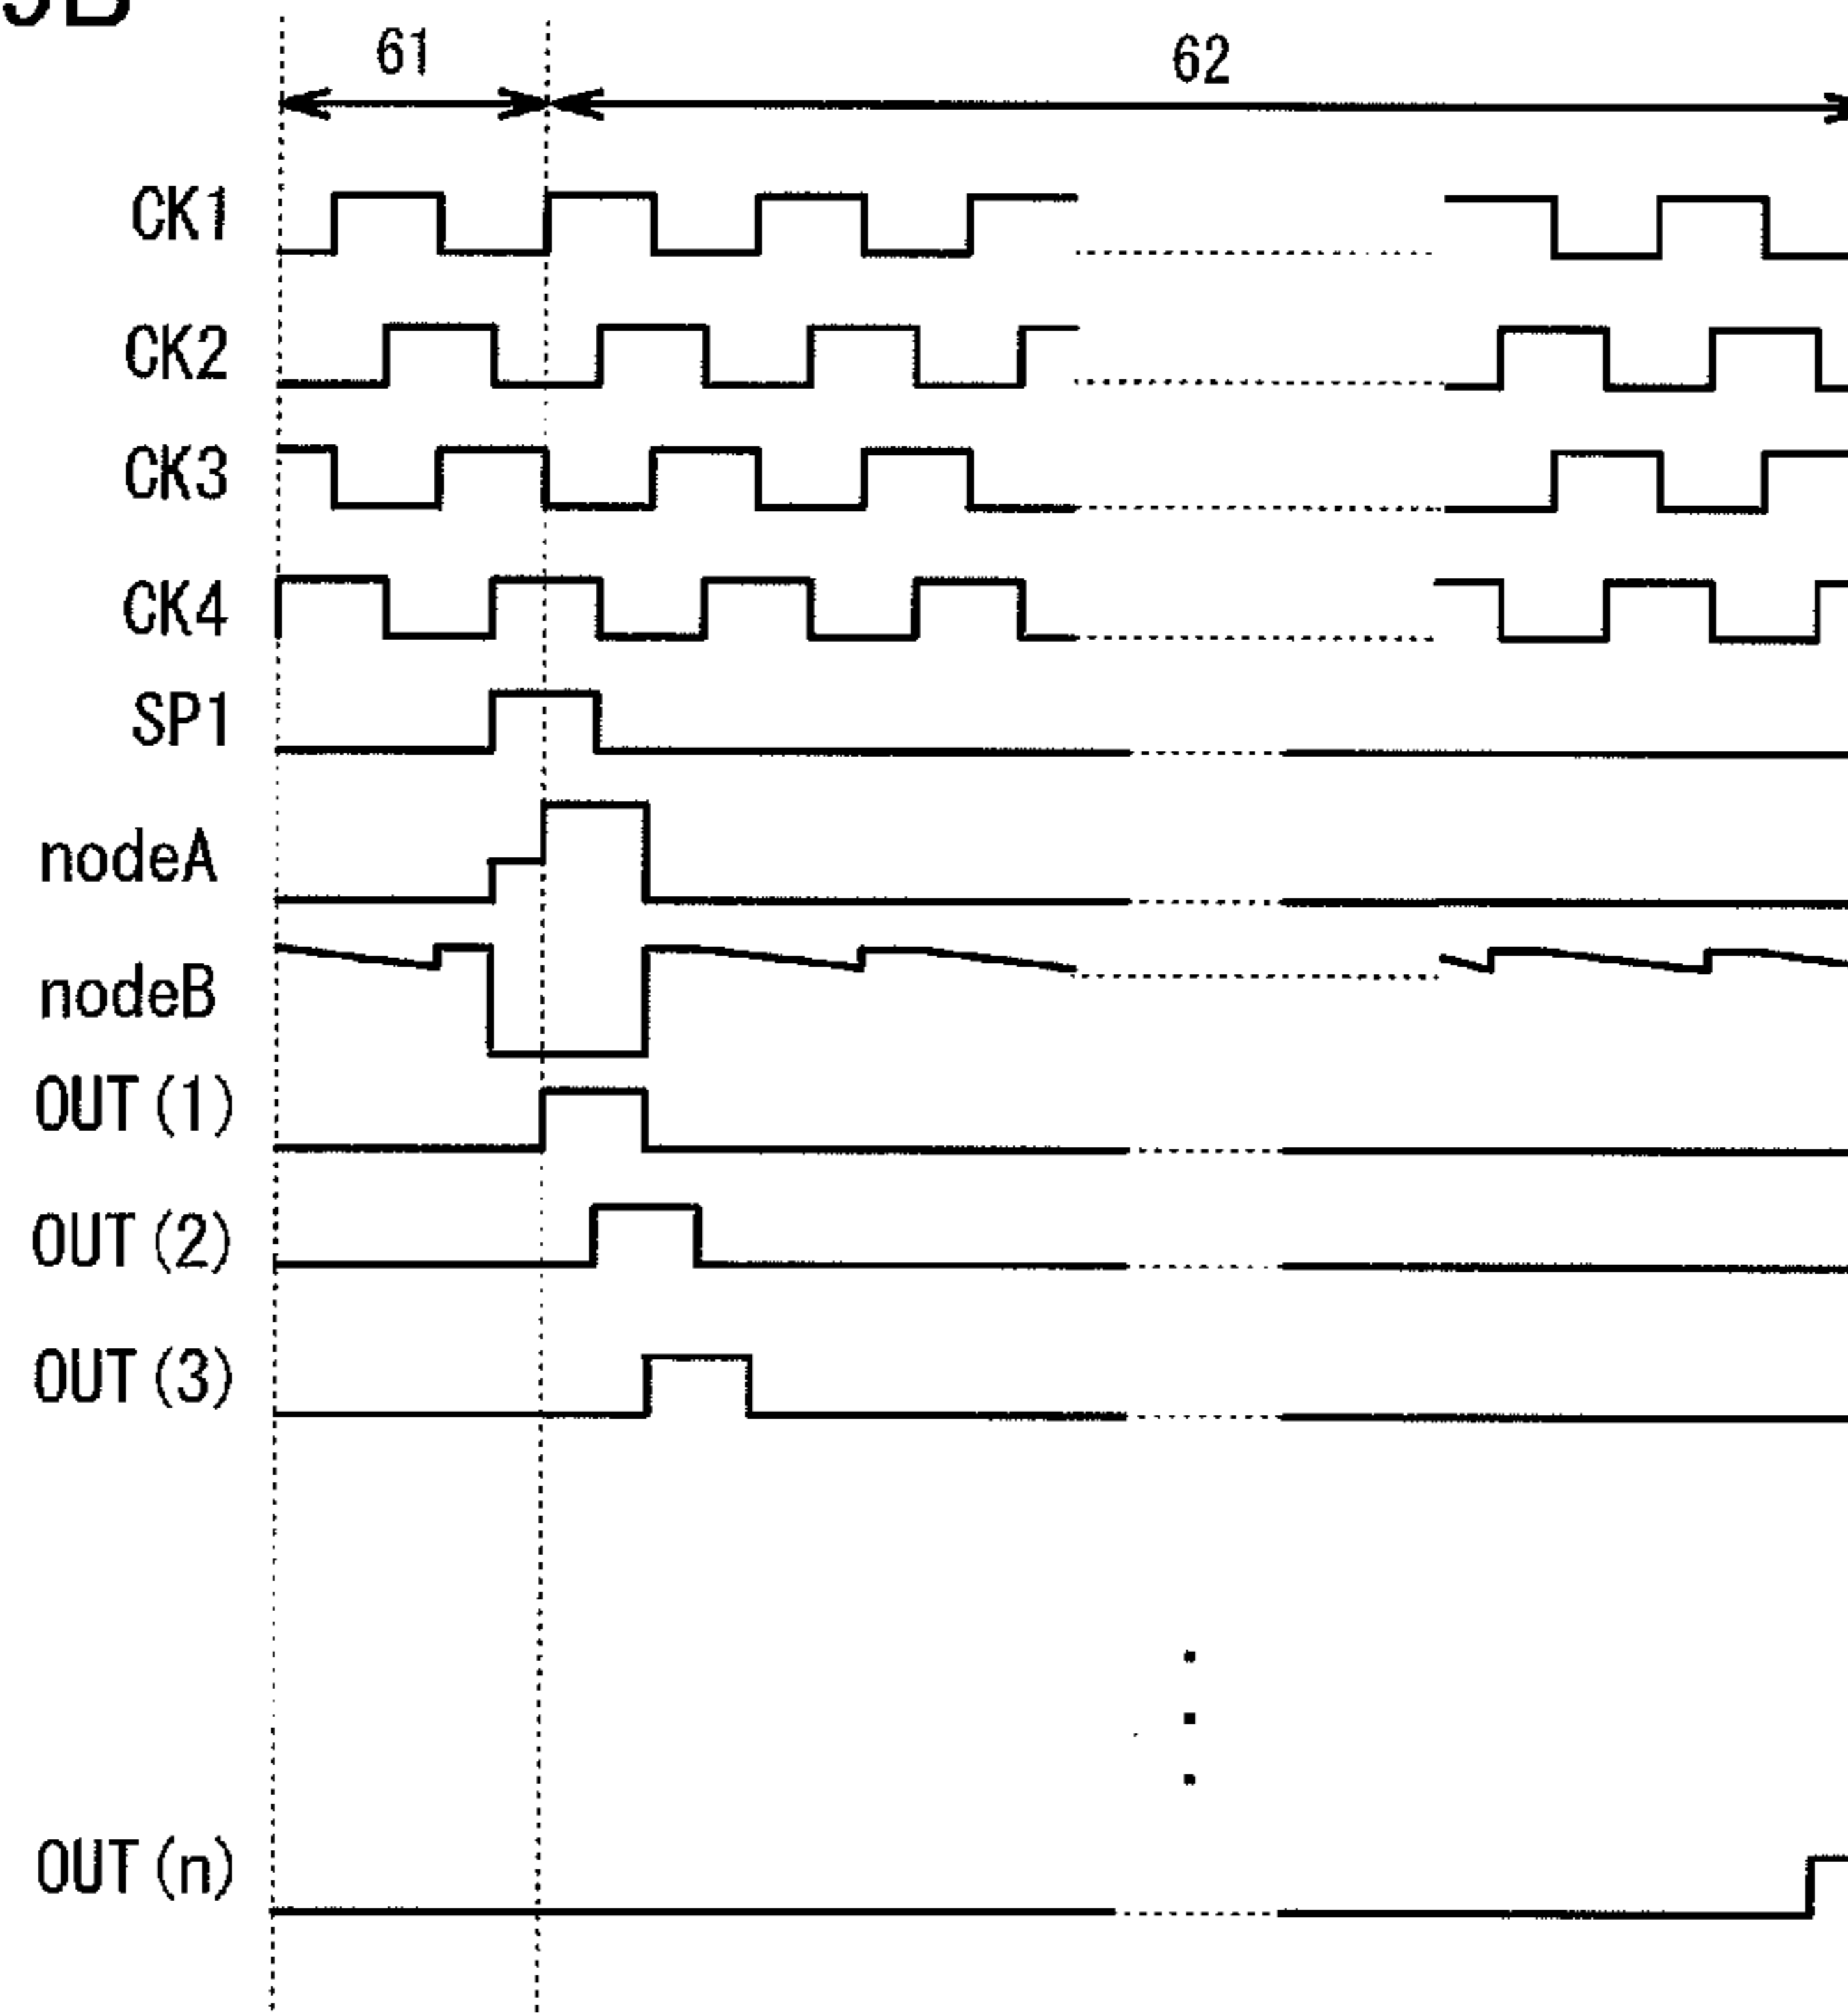 61
62
CK1
CK2
CK3
CK4
SP1
nodeA
nodeB
OUT (1)
OUT (2)
OUT (3)
OUT (n)